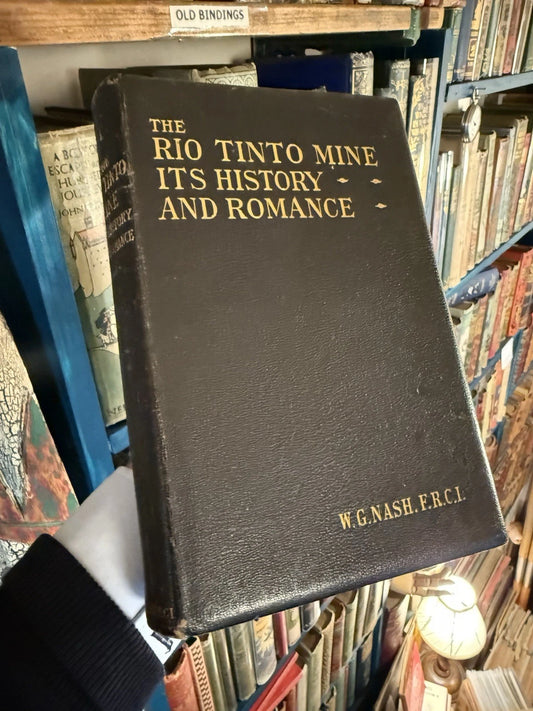 OLD BINDINGS
THE
RIO TINTO MINE
ITS HISTORY
AND ROMANCE
W.G.NASH. F.R.C.I.